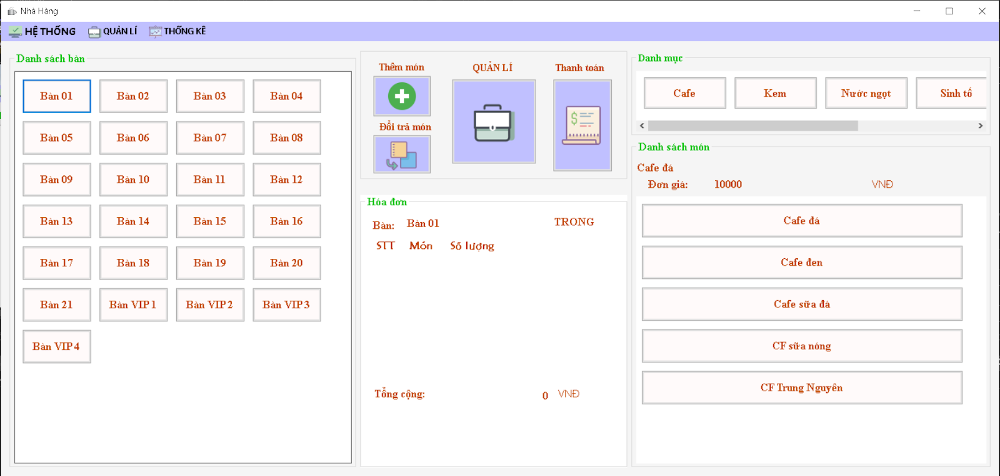 Nhà Hàng
HỆ THỐNG QUẢN LÍ THỐNG KÊ
Danh sách bàn
Bàn 01 Bàn 02 Bàn 03 Bàn 04
Bàn 05 Bàn 06 Bàn 07 Bàn 08
Bàn 09 Bàn 10 Bàn 11 Bàn 12
Bàn 13 Bàn 14 Bàn 15 Bàn 16
Bàn 17 Bàn 18 Bàn 19 Bàn 20
Bàn 21 Bàn VIP 1 Bàn VIP 2 Bàn VIP 3
Bàn VIP 4
Thêm món QUẢN LÍ Thanh toán
Đổi trả món
Hóa đơn
Bàn: Bàn 01 TRONG
STT Món Số lượng
Tổng cộng: 0 VNĐ
Danh mục
Cafe Kem Nước ngọt Sinh tố
Danh sách món
Cafe đá
Đơn giá: 10000 VNĐ
Cafe đá
Cafe đen
Cafe sữa đá
CF sữa nóng
CF Trung Nguyên